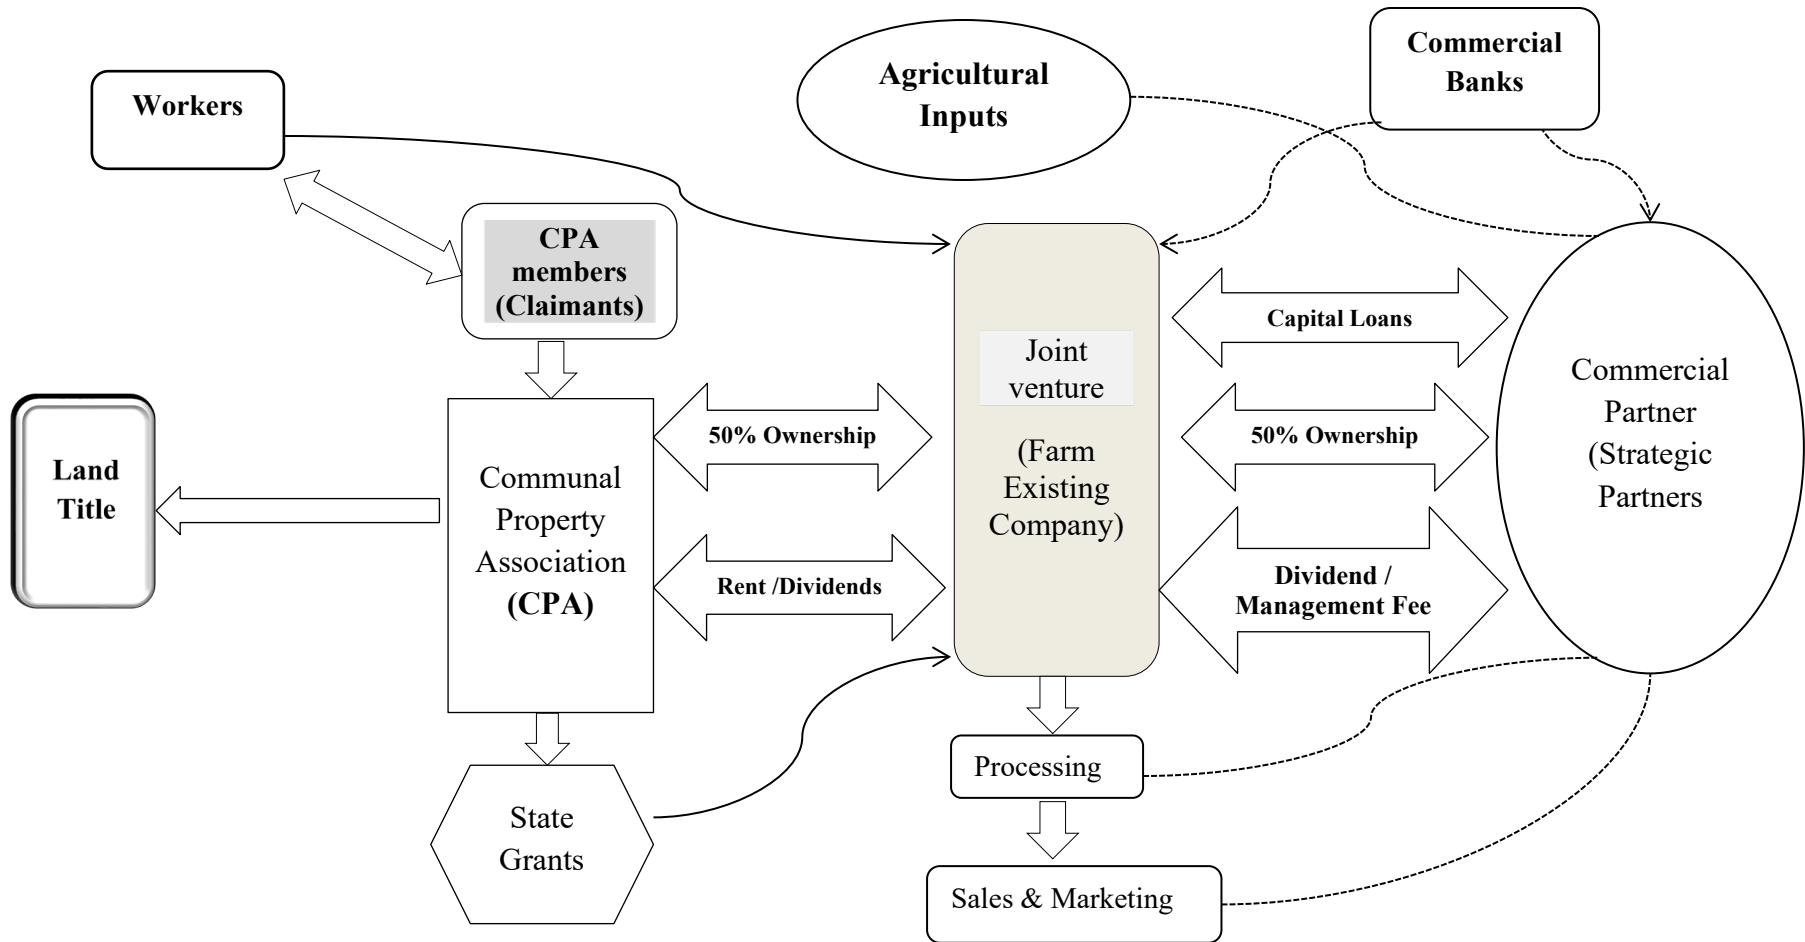 Workers
Agricultural
Inputs
Commercial
Banks
CPA
members
(Claimants)
Land
Title
Communal
Property
Association
(CPA)
50% Ownership
Rent /Dividends
Joint
venture
(Farm
Existing
Company)
Capital Loans
50% Ownership
Dividend /
Management Fee
Commercial
Partner
(Strategic
Partners
State
Grants
Processing
Sales & Marketing